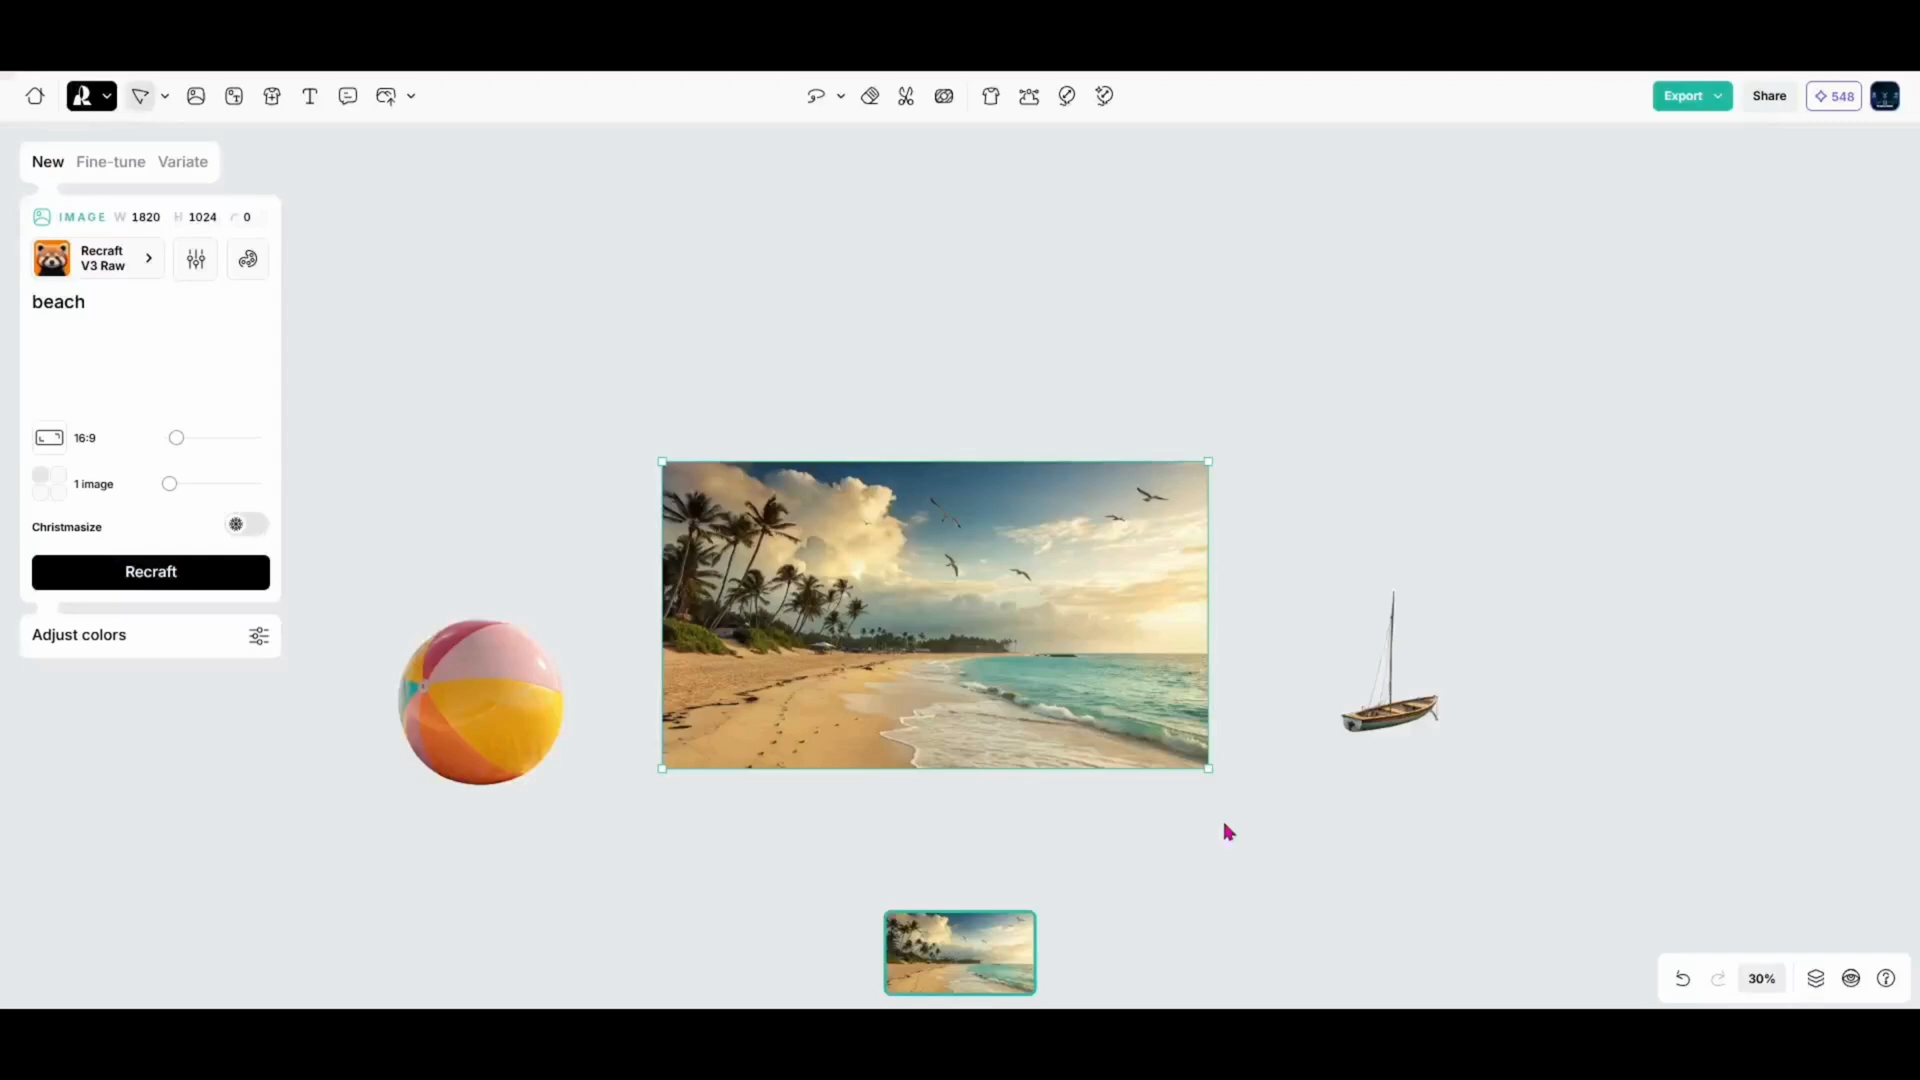 Export
Share
548
New Fine-tune Variate
IMAGE W 1820 H 1024 0
Recraft
V3 Raw
beach
16:9
1 image
Christmasize
Recraft
Adjust colors
30%